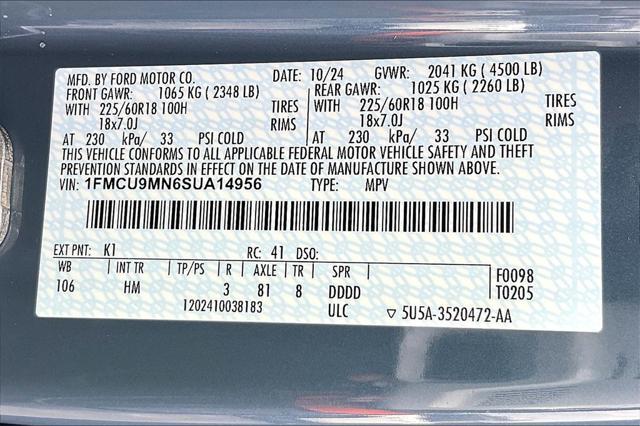 MFD. BY FORD MOTOR CO. DATE: 10/24 GVWR: 2041 KG ( 4500 LB)
FRONT GAWR: 1065 KG ( 2348 LB) REAR GAWR: 1025 KG ( 2260 LB)
WITH 225/60R18 100H TIRES WITH 225/60R18 100H TIRES
18x7.0J RIMS 18x7.0J RIMS
AT 230 kPa/ 33 PSI COLD AT 230 kPa/ 33 PSI COLD
THIS VEHICLE CONFORMS TO ALL APPLICABLE FEDERAL MOTOR VEHICLE SAFETY AND THEFT
PREVENTION STANDARDS IN EFFECT ON THE DATE OF MANUFACTURE SHOWN ABOVE.
VIN: 1FMCU9MN6SUA14956 TYPE: MPV
EXT PNT: K1 RC: 41 DSO:
WB INT TR TP/PS R AXLE TR SPR F0098
106 HM 3 81 8 DDDD T0205
1202410038183 ULC ▽ 5U5A-3520472-AA